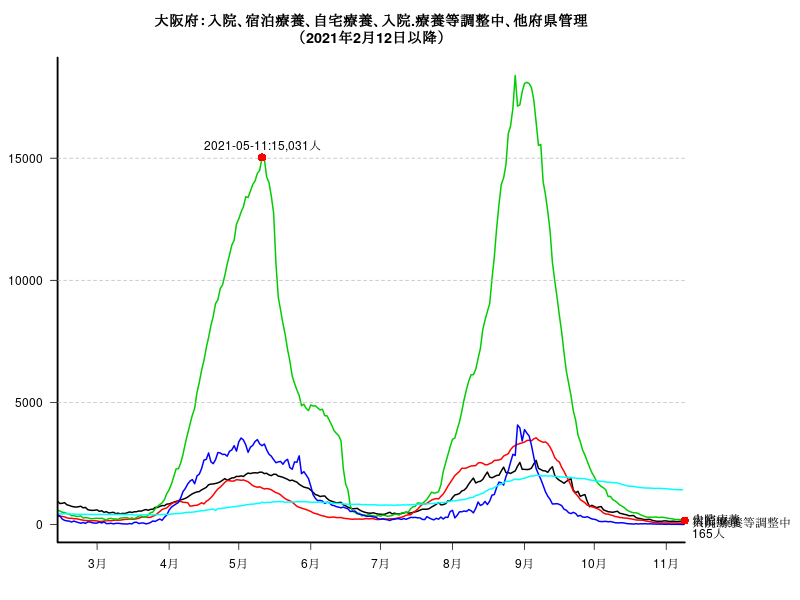 大阪府：入院、宿泊療養、自宅療養、入院.療養等調整中、他府県管理
（2021年2月12日以降）
2021-05-11:15,031人
15000
10000
5000
0
入院.療養等調整中
165人
3月 4月 5月 6月 7月 8月 9月 10月 11月